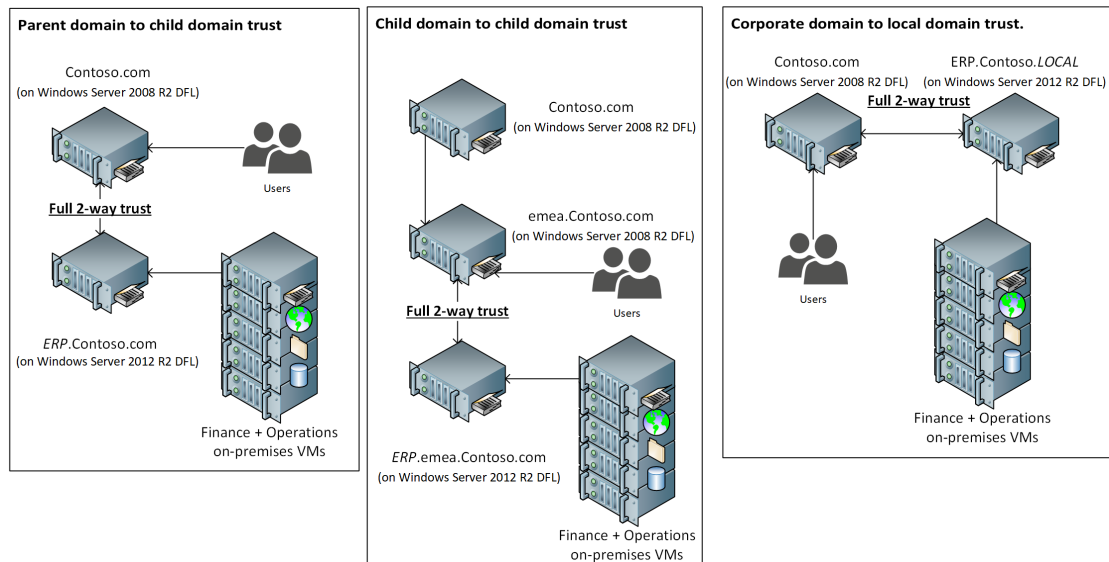 Parent domain to child domain trust
Contoso.com
(on Windows Server 2008 R2 DFL)
Users
Full 2-way trust
ERP.Contoso.com
(on Windows Server 2012 R2 DFL)
Finance + Operations
on-premises VMs
Child domain to child domain trust
Contoso.com
(on Windows Server 2008 R2 DFL)
emea.Contoso.com
(on Windows Server 2008 R2 DFL)
Users
Full 2-way trust
ERP.emea.Contoso.com
(on Windows Server 2012 R2 DFL)
Finance + Operations
on-premises VMs
Corporate domain to local domain trust.
Contoso.com
(on Windows Server 2008 R2 DFL)
ERP.Contoso.LOCAL
(on Windows Server 2012 R2 DFL)
Full 2-way trust
Users
Finance + Operations
on-premises VMs